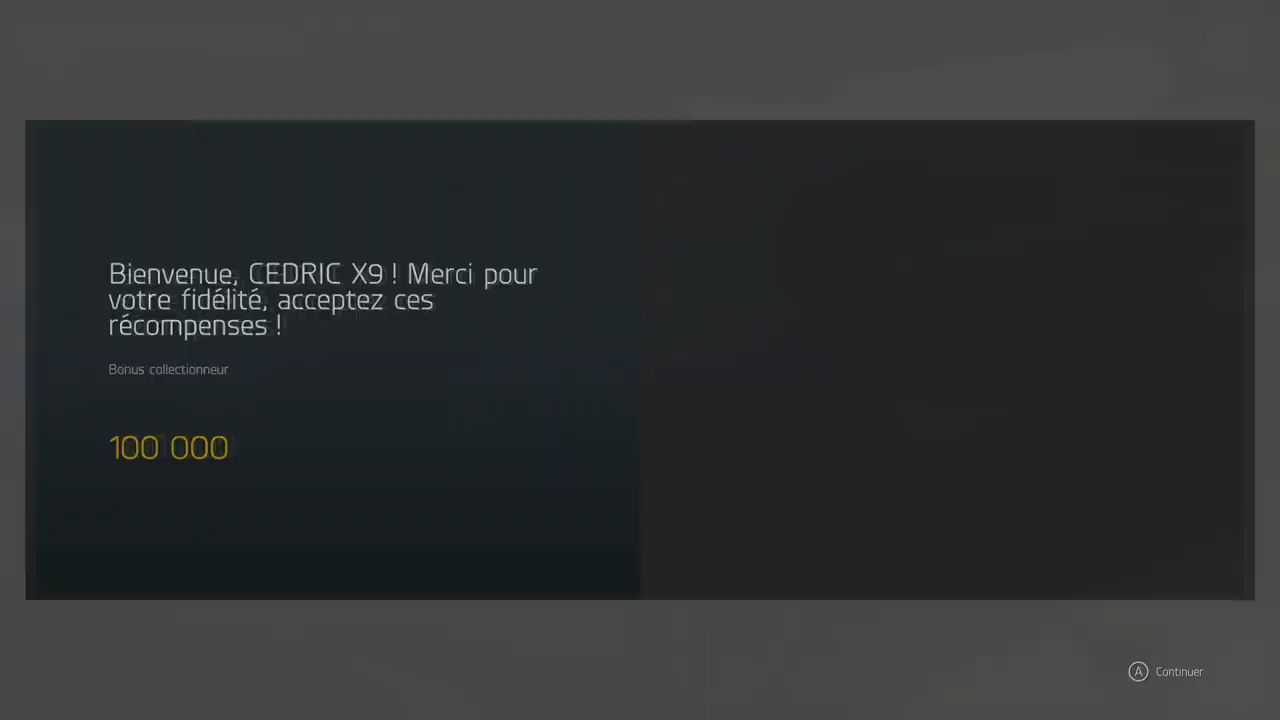 Bienvenue, CEDRIC X9 ! Merci pour
votre fidélité, acceptez ces
récompenses !
Bonus collectionneur
100 000
A Continuer